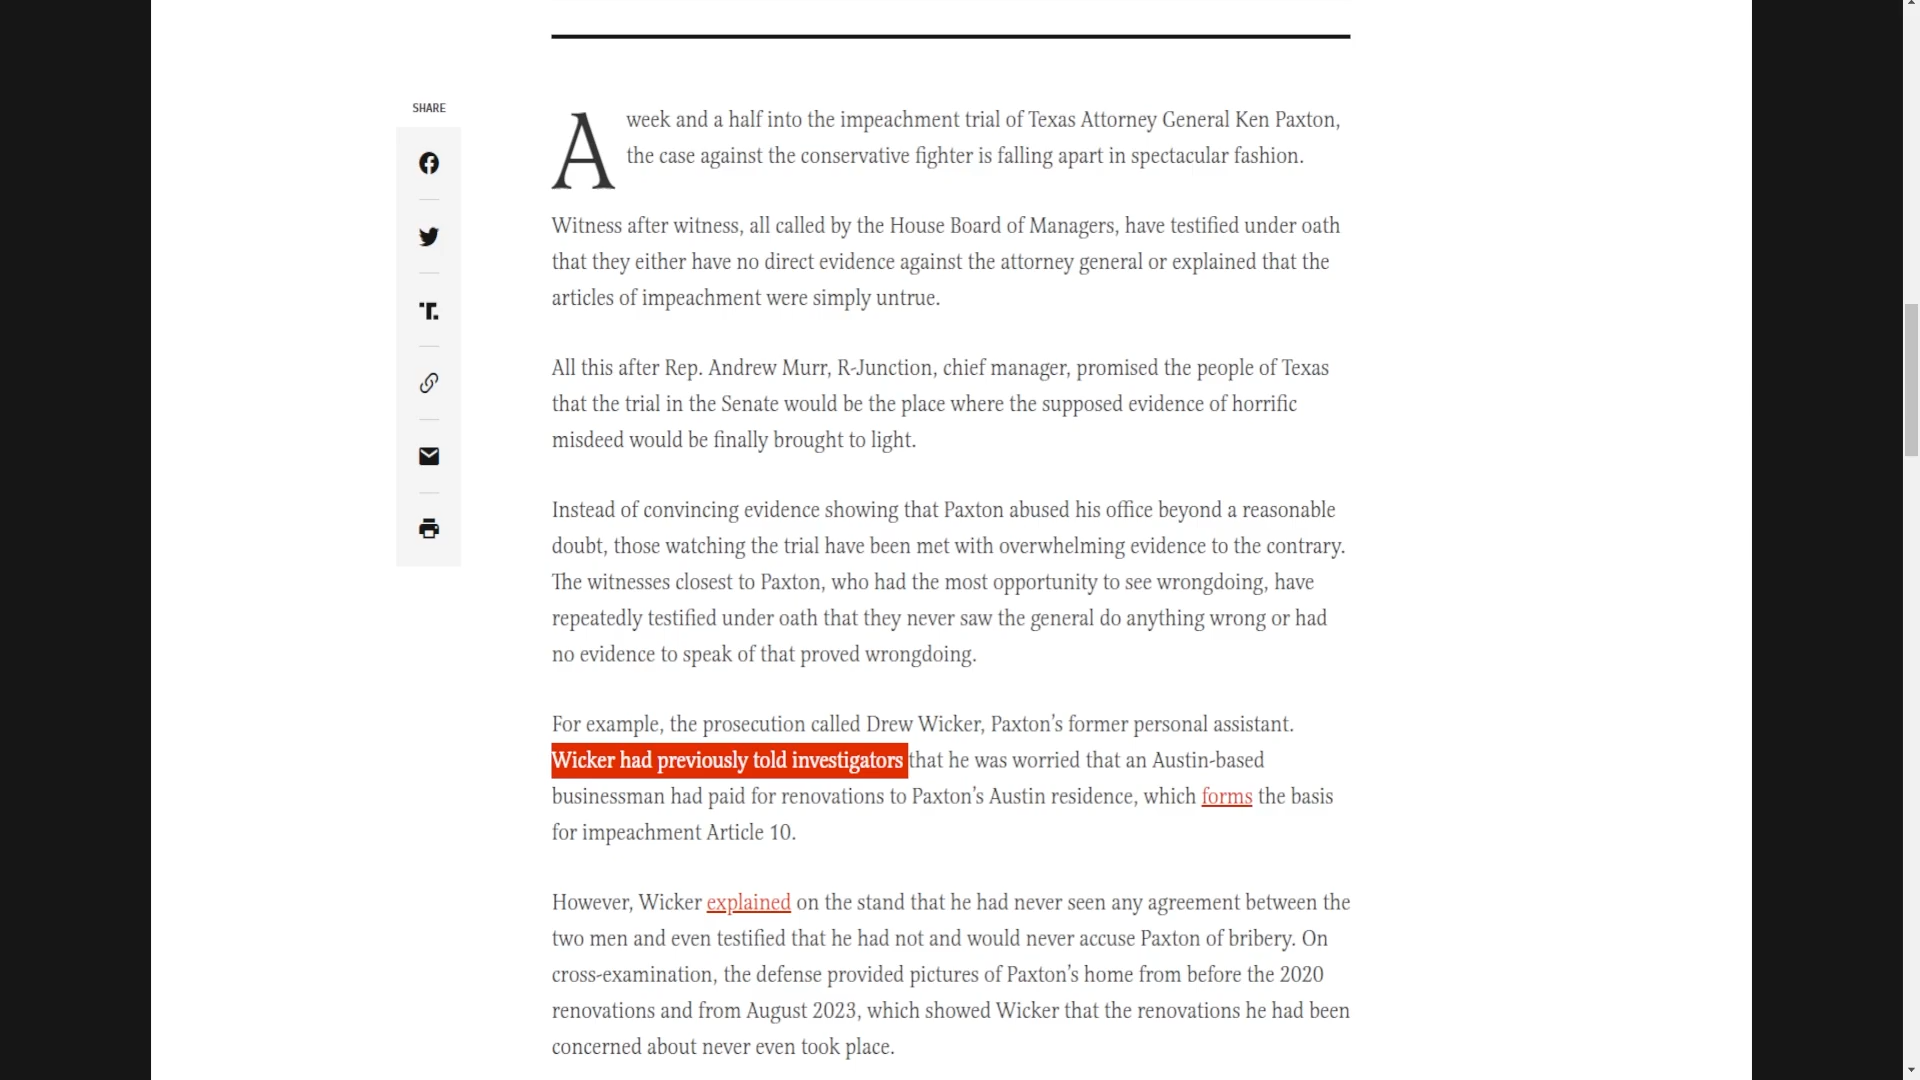 SHARE
A week and a half into the impeachment trial of Texas Attorney General Ken Paxton,
the case against the conservative fighter is falling apart in spectacular fashion.
Witness after witness, all called by the House Board of Managers, have testified under oath
that they either have no direct evidence against the attorney general or explained that the
articles of impeachment were simply untrue.
All this after Rep. Andrew Murr, R-Junction, chief manager, promised the people of Texas
that the trial in the Senate would be the place where the supposed evidence of horrific
misdeed would be finally brought to light.
Instead of convincing evidence showing that Paxton abused his office beyond a reasonable
doubt, those watching the trial have been met with overwhelming evidence to the contrary.
The witnesses closest to Paxton, who had the most opportunity to see wrongdoing, have
repeatedly testified under oath that they never saw the general do anything wrong or had
no evidence to speak of that proved wrongdoing.
For example, the prosecution called Drew Wicker, Paxton’s former personal assistant.
Wicker had previously told investigators that he was worried that an Austin-based
businessman had paid for renovations to Paxton’s Austin residence, which forms the basis
for impeachment Article 10.
However, Wicker explained on the stand that he had never seen any agreement between the
two men and even testified that he had not and would never accuse Paxton of bribery. On
cross-examination, the defense provided pictures of Paxton’s home from before the 2020
renovations and from August 2023, which showed Wicker that the renovations he had been
concerned about never even took place.